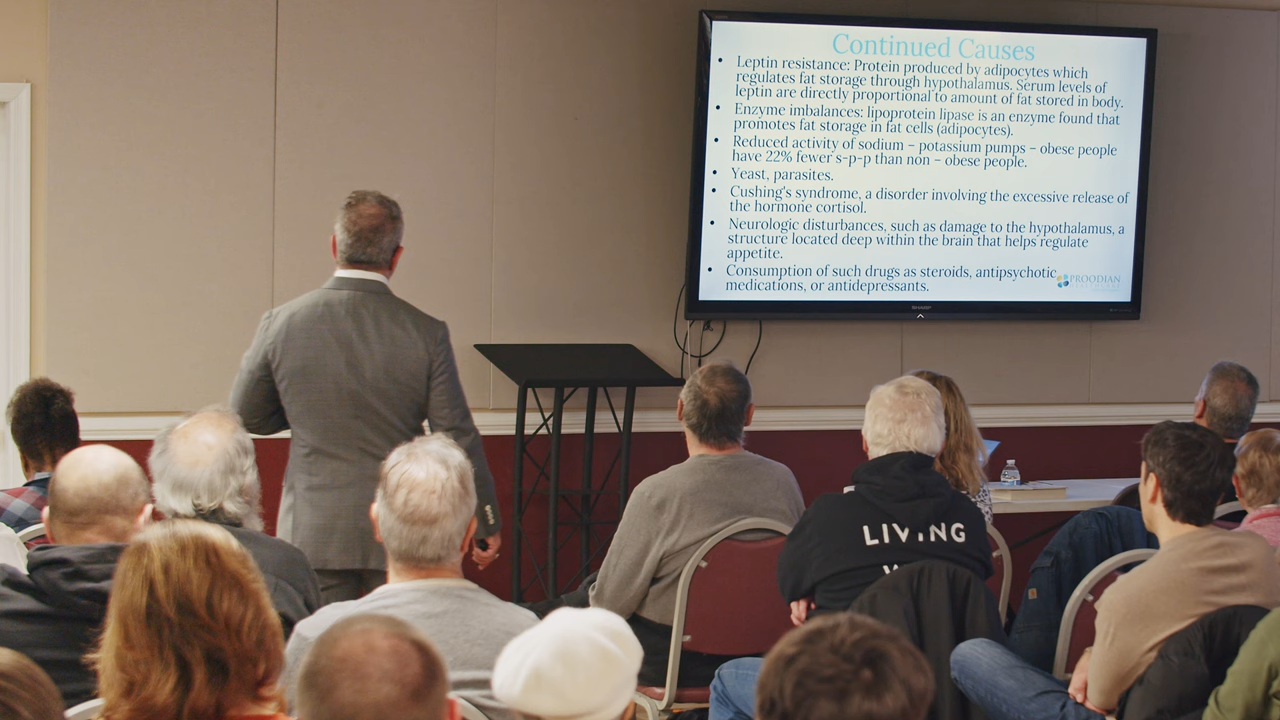 Continued Causes
• Leptin resistance: Protein produced by adipocytes which
regulates fat storage through hypothalamus. Serum levels of
leptin are directly proportional to amount of fat stored in body.
• Enzyme imbalances: lipoprotein lipase is an enzyme found that
promotes fat storage in fat cells (adipocytes).
• Reduced activity of sodium – potassium pumps – obese people
have 22% fewer s-p-p than non – obese people.
• Yeast, parasites.
• Cushing's syndrome, a disorder involving the excessive release of
the hormone cortisol.
• Neurologic disturbances, such as damage to the hypothalamus, a
structure located deep within the brain that helps regulate
appetite.
• Consumption of such drugs as steroids, antipsychotic
medications, or antidepressants.
PROODIAN
SHARP
LIVING